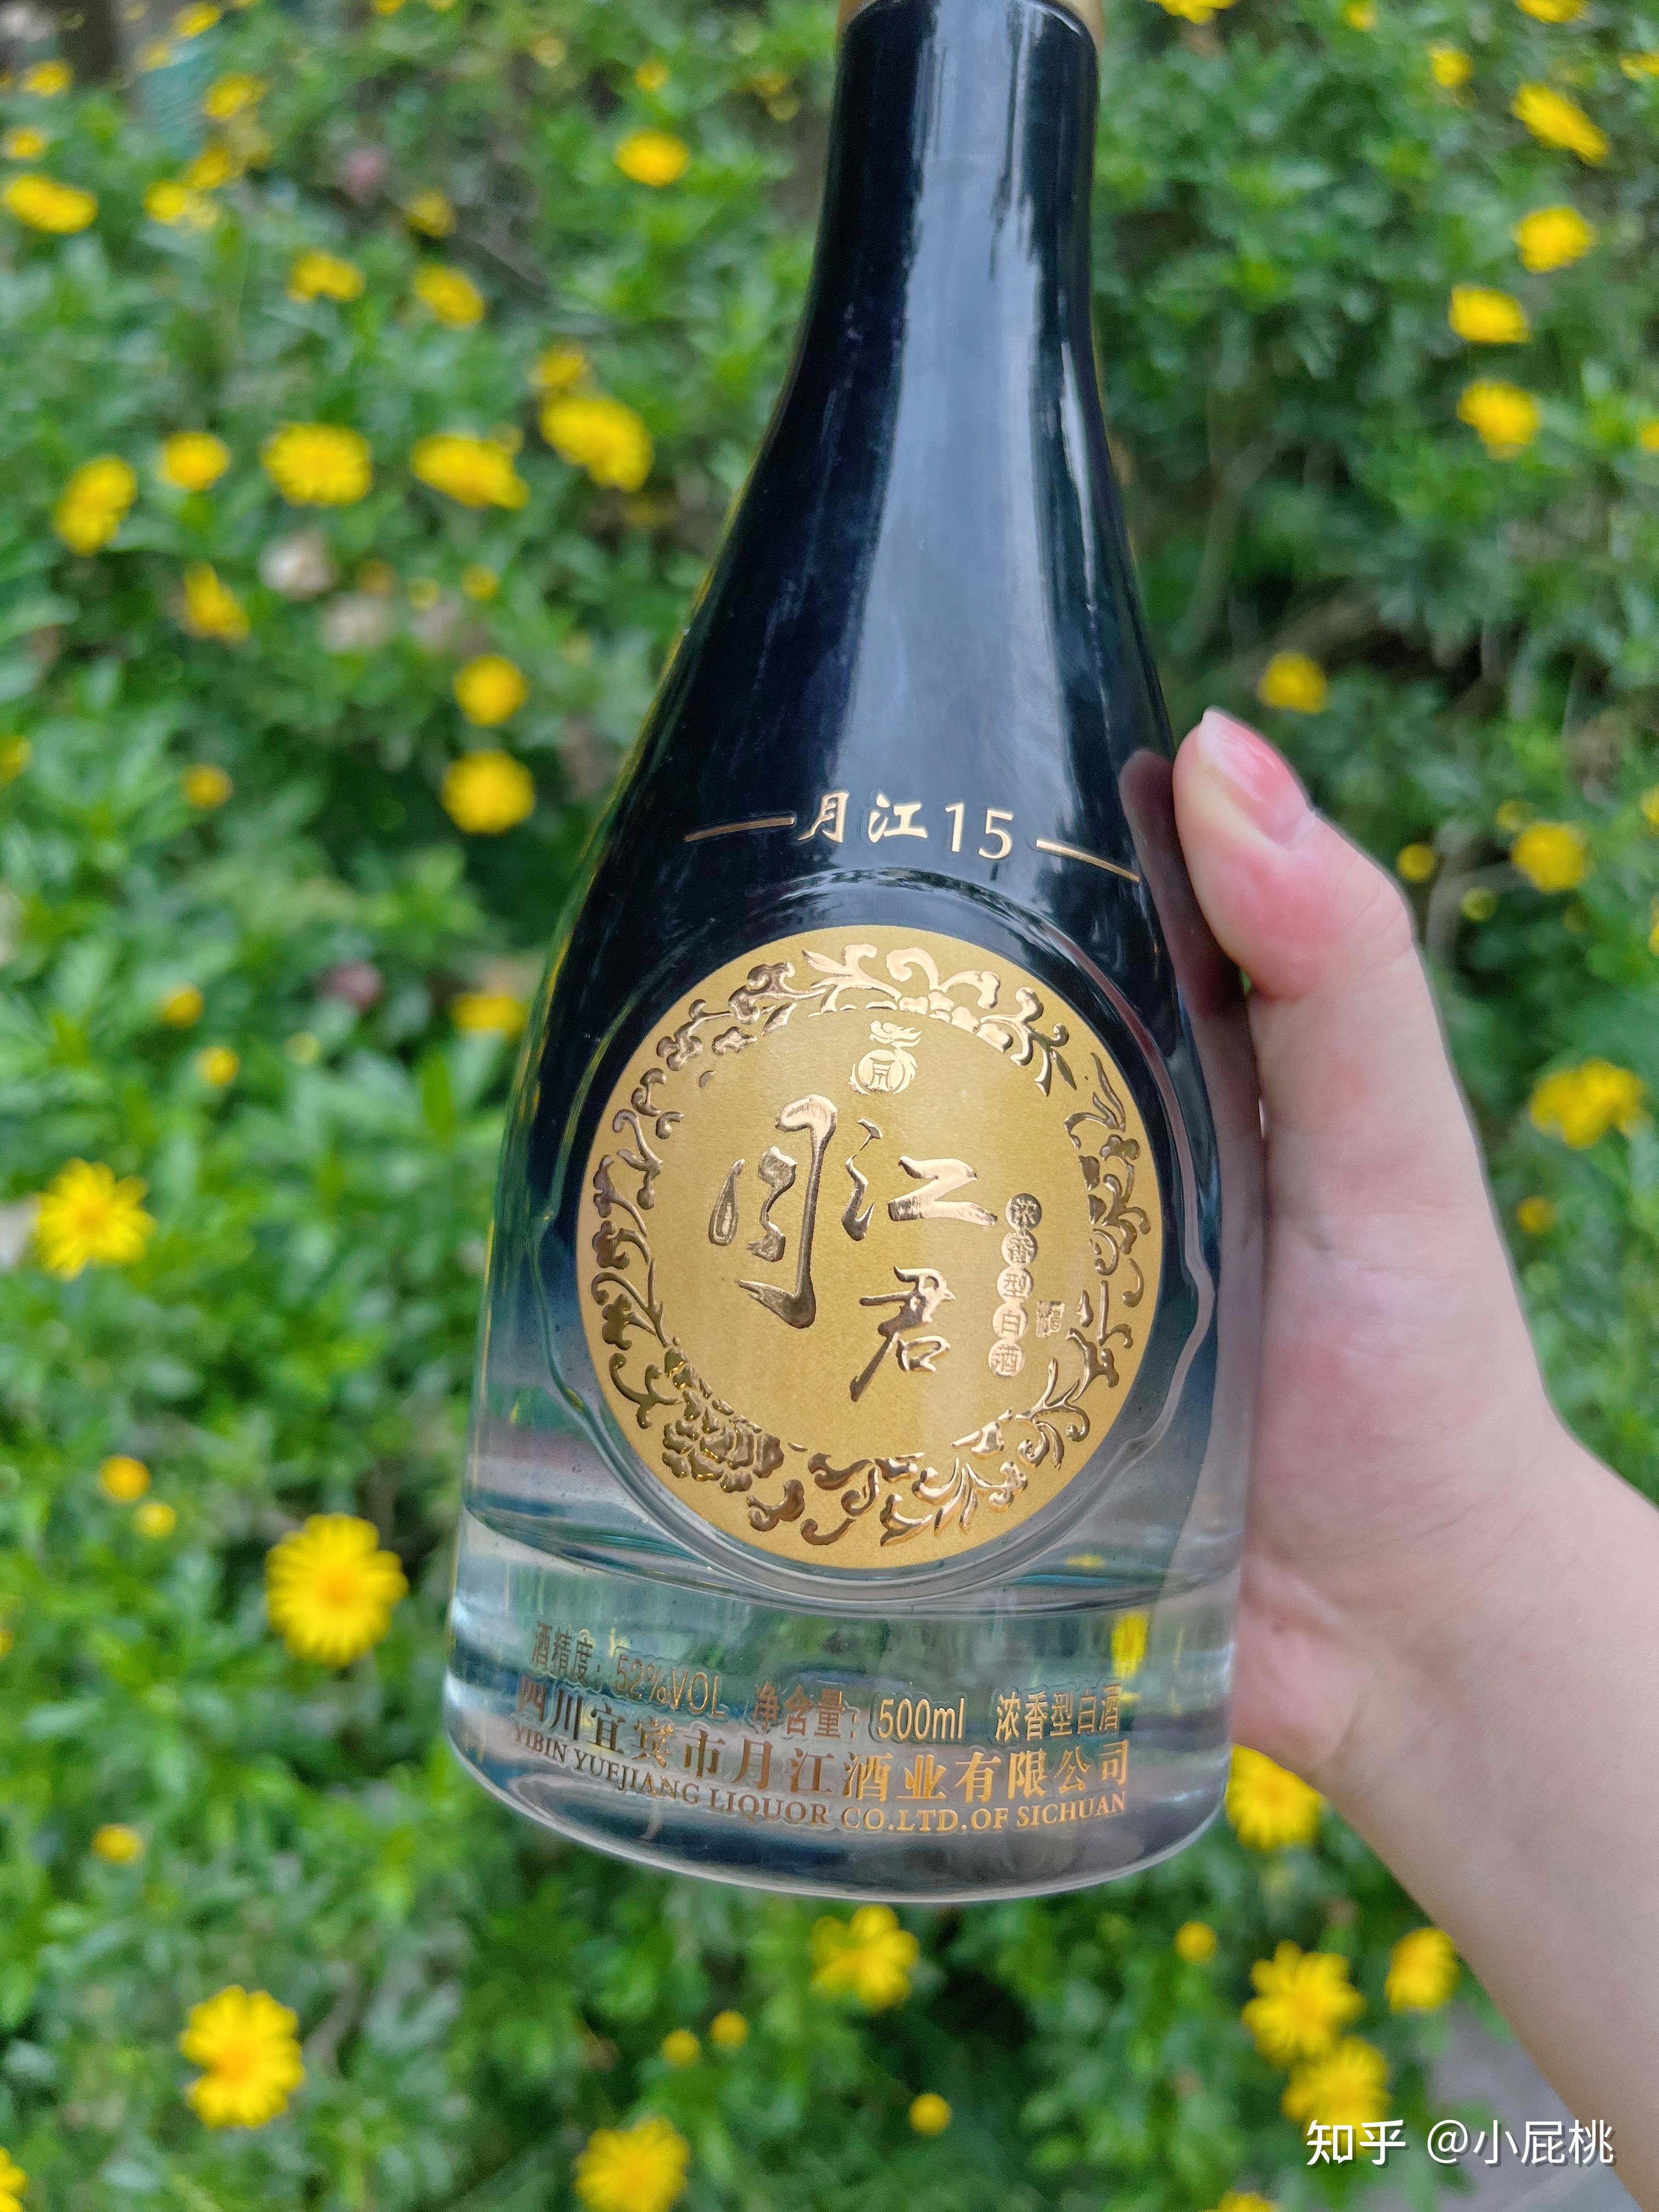 月江15
月江
君
浓香型白酒
酒精度：52%VOL 净含量：500ml 浓香型白酒
四川宜宾市月江酒业有限公司
YIBIN YUEJIANG LIQUOR CO.LTD.OF SICHUAN
知乎 @小屁桃